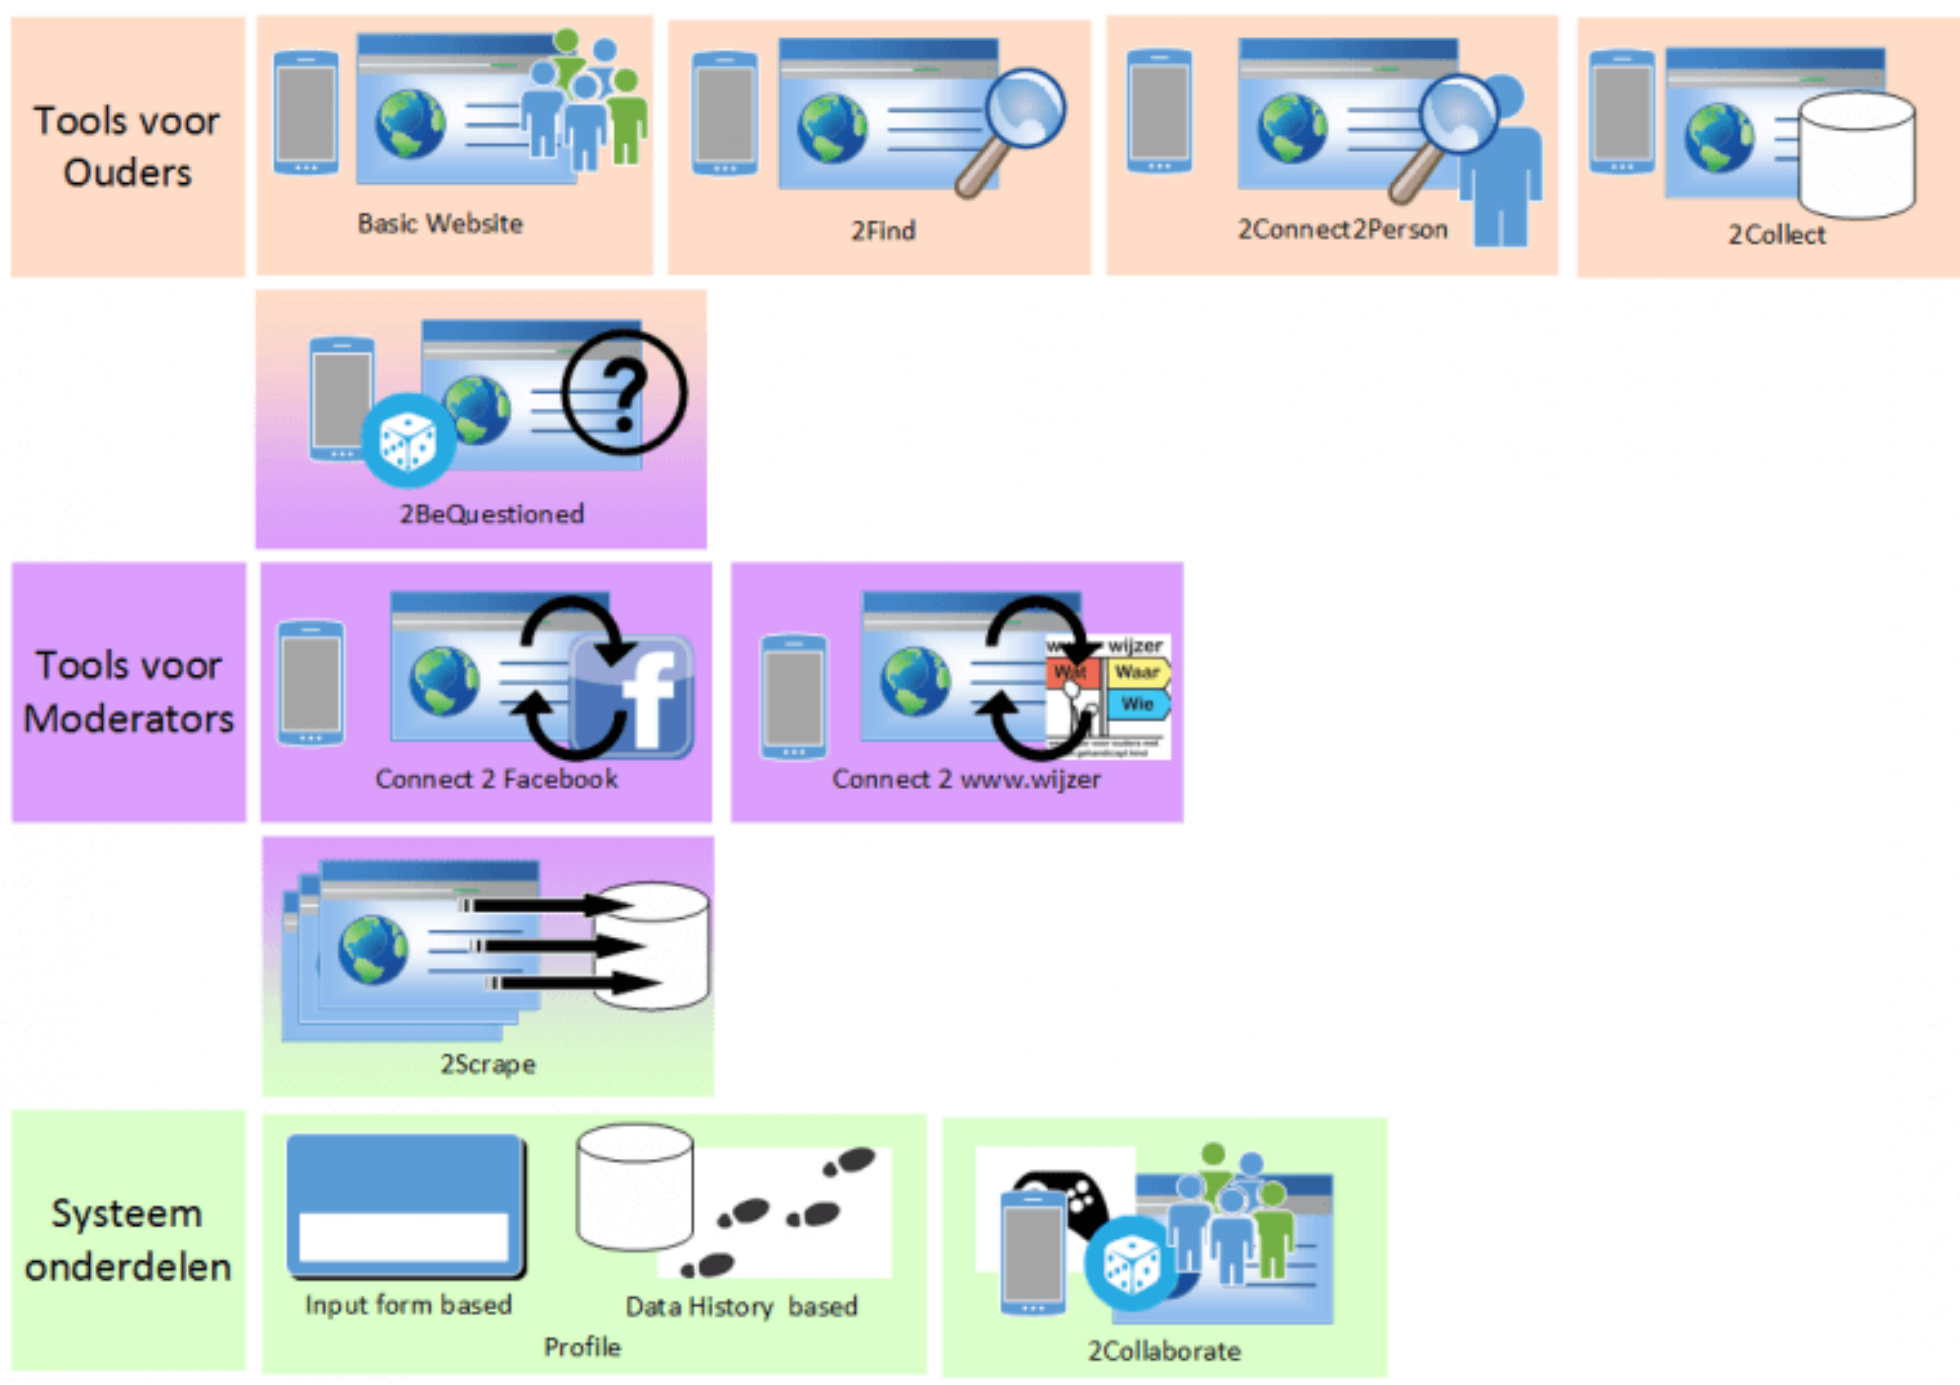 Tools voor
Ouders
Basic Website
2Find
2Connect2Person
2Collect
?
2BeQuestioned
Tools voor
Moderators
f
Connect 2 Facebook
wijzer
Wat
Waar
Wie
Connect 2 www.wijzer
2Scrape
Systeem
onderdelen
Input form based
Data History based
Profile
2Collaborate